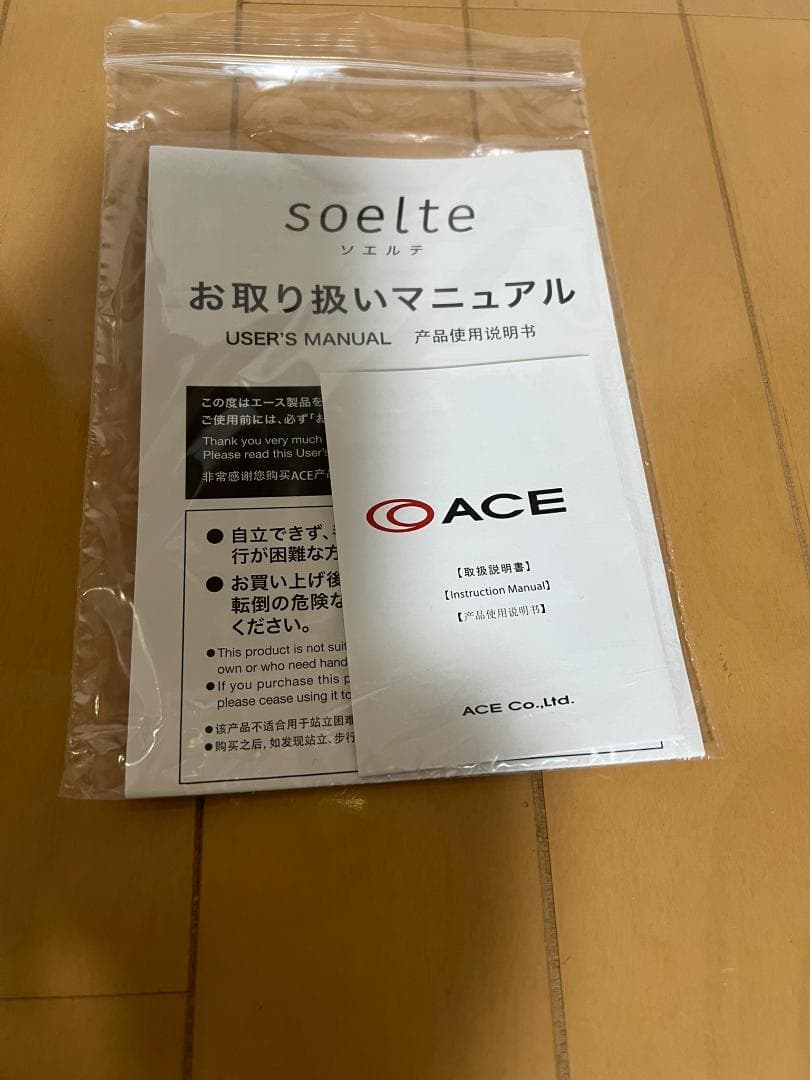 soelte
ソエルテ
お取り扱いマニュアル
USER'S MANUAL 产品使用说明书
この度はエース製品を
ご使用前には、必ず「お
Thank you very much
Please read this User's
非常感谢您购买ACE产
● 自立できず、
行が困難な方
● お買い上げ後
転倒の危険な
ください。
● This product is not suit
own or who need hand
● If you purchase this p
please cease using it to
● 该产品不适合用于站立困难
● 购买之后,如发现站立、步行
ACE
【取扱説明書】
【Instruction Manual】
【产品使用说明书】
ACE Co.,Ltd.